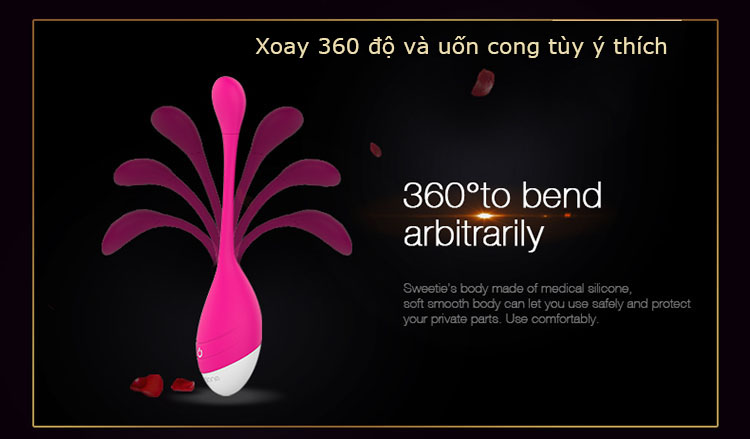 Xoay 360 độ và uốn cong tùy ý thích
360°to bend
arbitrarily
Sweetie's body made of medical silicone,
soft smooth body can let you use safely and protect
your private parts. Use comfortably.